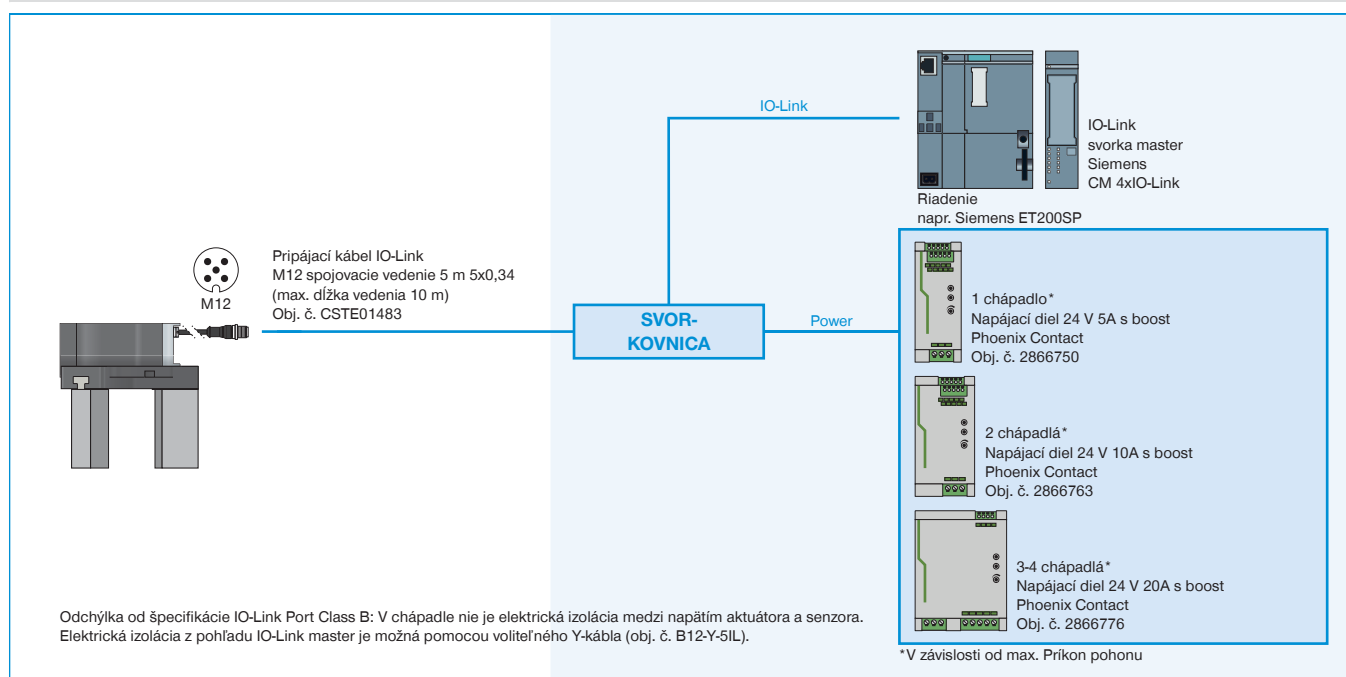 IO-Link
IO-Link
svorka master
Siemens
CM 4xIO-Link
Riadenie
napr. Siemens ET200SP
M12
Pripájací kábel IO-Link
M12 spojovacie vedenie 5 m 5x0,34
(max. dĺžka vedenia 10 m)
Obj. č. CSTE01483
SVOR-
KOVNICA
Power
1 chápadlo*
Napájací diel 24 V 5A s boost
Phoenix Contact
Obj. č. 2866750
2 chápadlá*
Napájací diel 24 V 10A s boost
Phoenix Contact
Obj. č. 2866763
3-4 chápadlá*
Napájací diel 24 V 20A s boost
Phoenix Contact
Obj. č. 2866776
*V závislosti od max. Príkon pohonu
Odchýlka od špecifikácie IO-Link Port Class B: V chápadle nie je elektrická izolácia medzi napätím aktuátora a senzora.
Elektrická izolácia z pohľadu IO-Link master je možná pomocou voliteľného Y-kábla (obj. č. B12-Y-5IL).